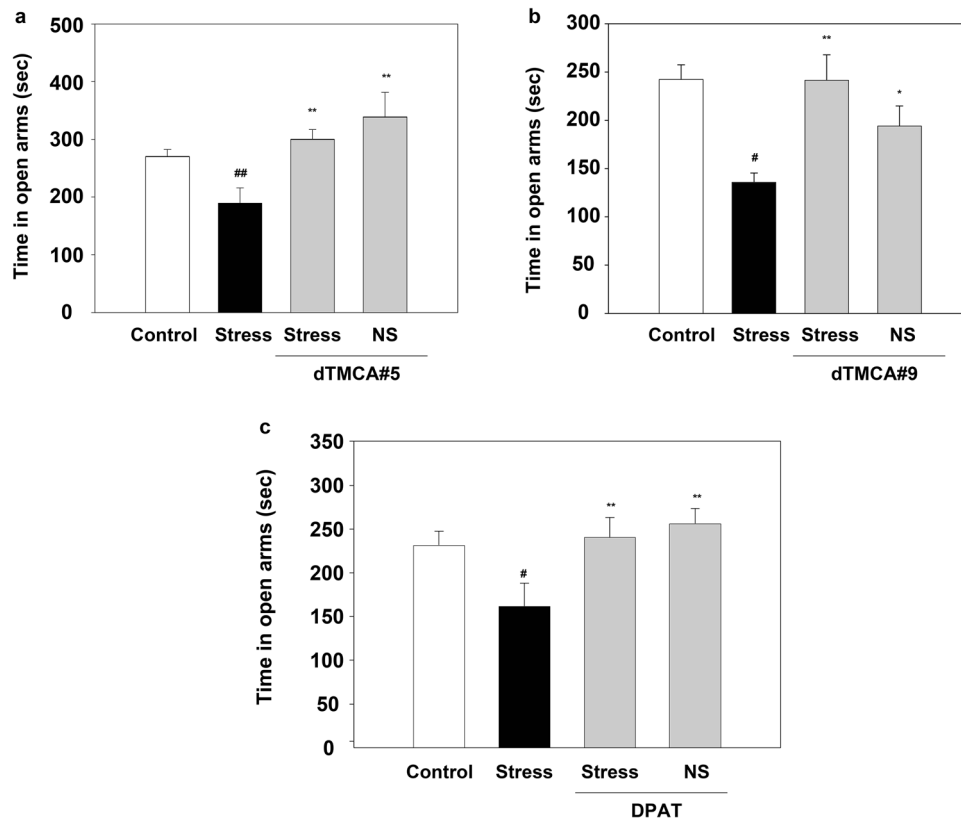 a
500
400
300
200
100
0
Time in open arms (sec)
**
**
##
Control Stress Stress NS
dTMCA#5
b
300
250
200
150
100
50
0
Time in open arms (sec)
**
*
#
Control Stress Stress NS
dTMCA#9
c
350
300
250
200
150
100
50
0
Time in open arms (sec)
**
**
#
Control Stress Stress NS
DPAT